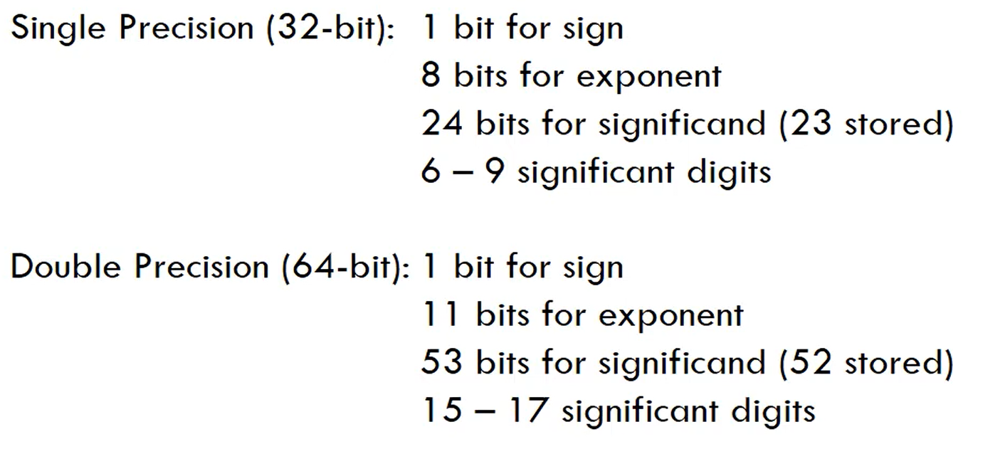 Single Precision (32-bit): 1 bit for sign
8 bits for exponent
24 bits for significand (23 stored)
6 – 9 significant digits
Double Precision (64-bit): 1 bit for sign
11 bits for exponent
53 bits for significand (52 stored)
15 – 17 significant digits